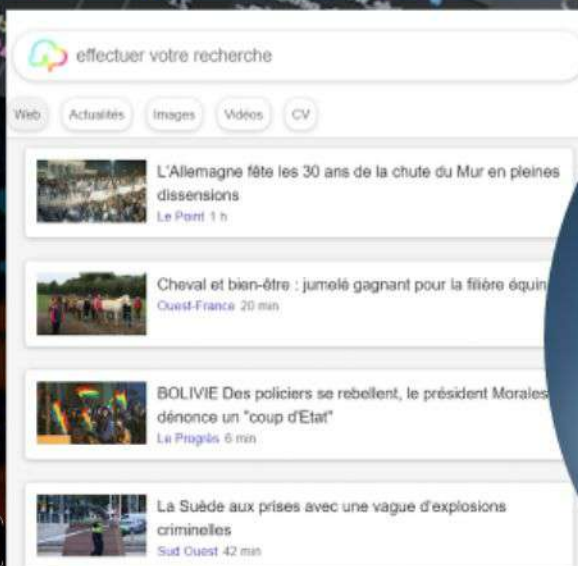 effectuer votre recherche
Web Actualités Images Vidéos CV
L'Allemagne fête les 30 ans de la chute du Mur en pleines
dissensions
Le Point 1 h
Cheval et bien-être : jumelé gagnant pour la filière équin
Ouest-France 20 min
BOLIVIE Des policiers se rebellent, le président Morales
dénonce un "coup d'Etat"
Le Progrès 6 min
La Suède aux prises avec une vague d'explosions
criminelles
Sud Ouest 42 min